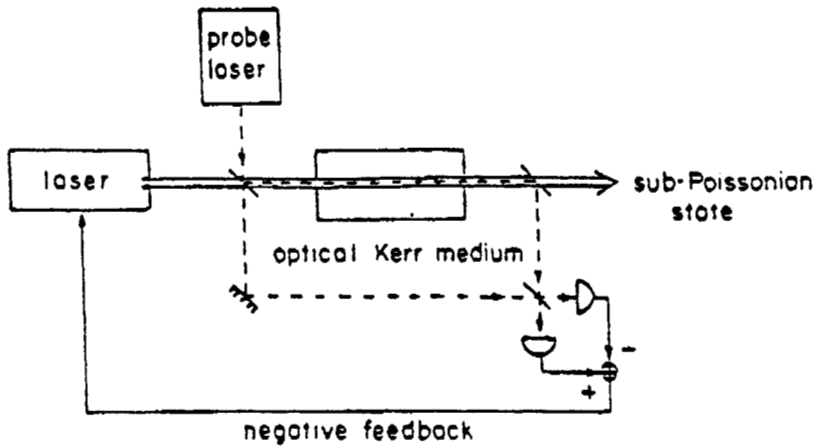 probe
laser
laser
sub-Poissonian
state
optical Kerr medium
-
+
negative feedback